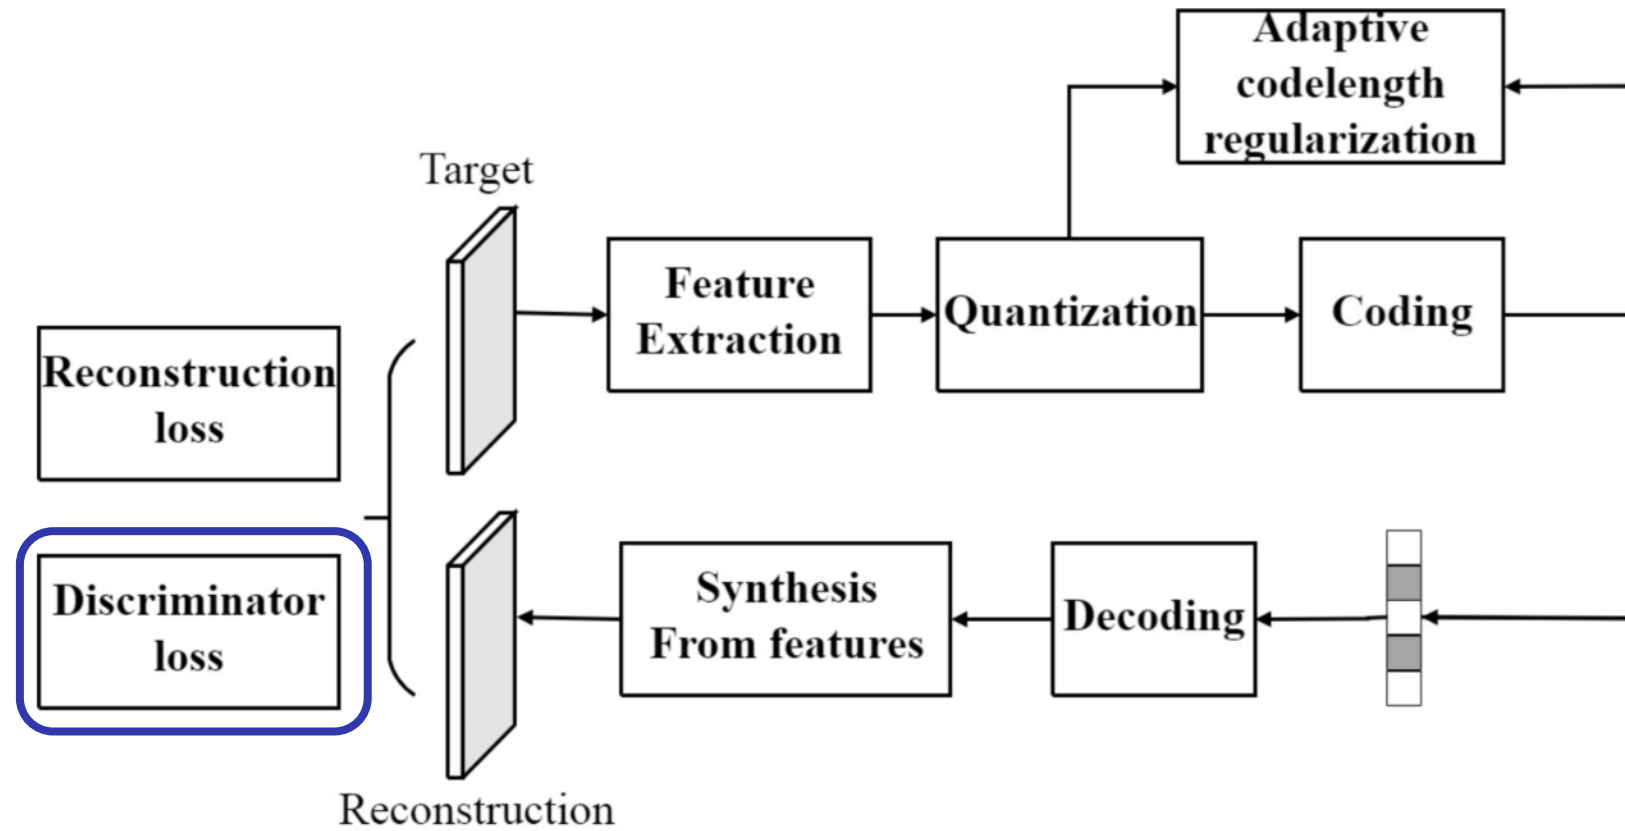 Adaptive
codelength
regularization
Target
Feature
Extraction
Quantization
Coding
Reconstruction
loss
Discriminator
loss
Synthesis
From features
Decoding
Reconstruction